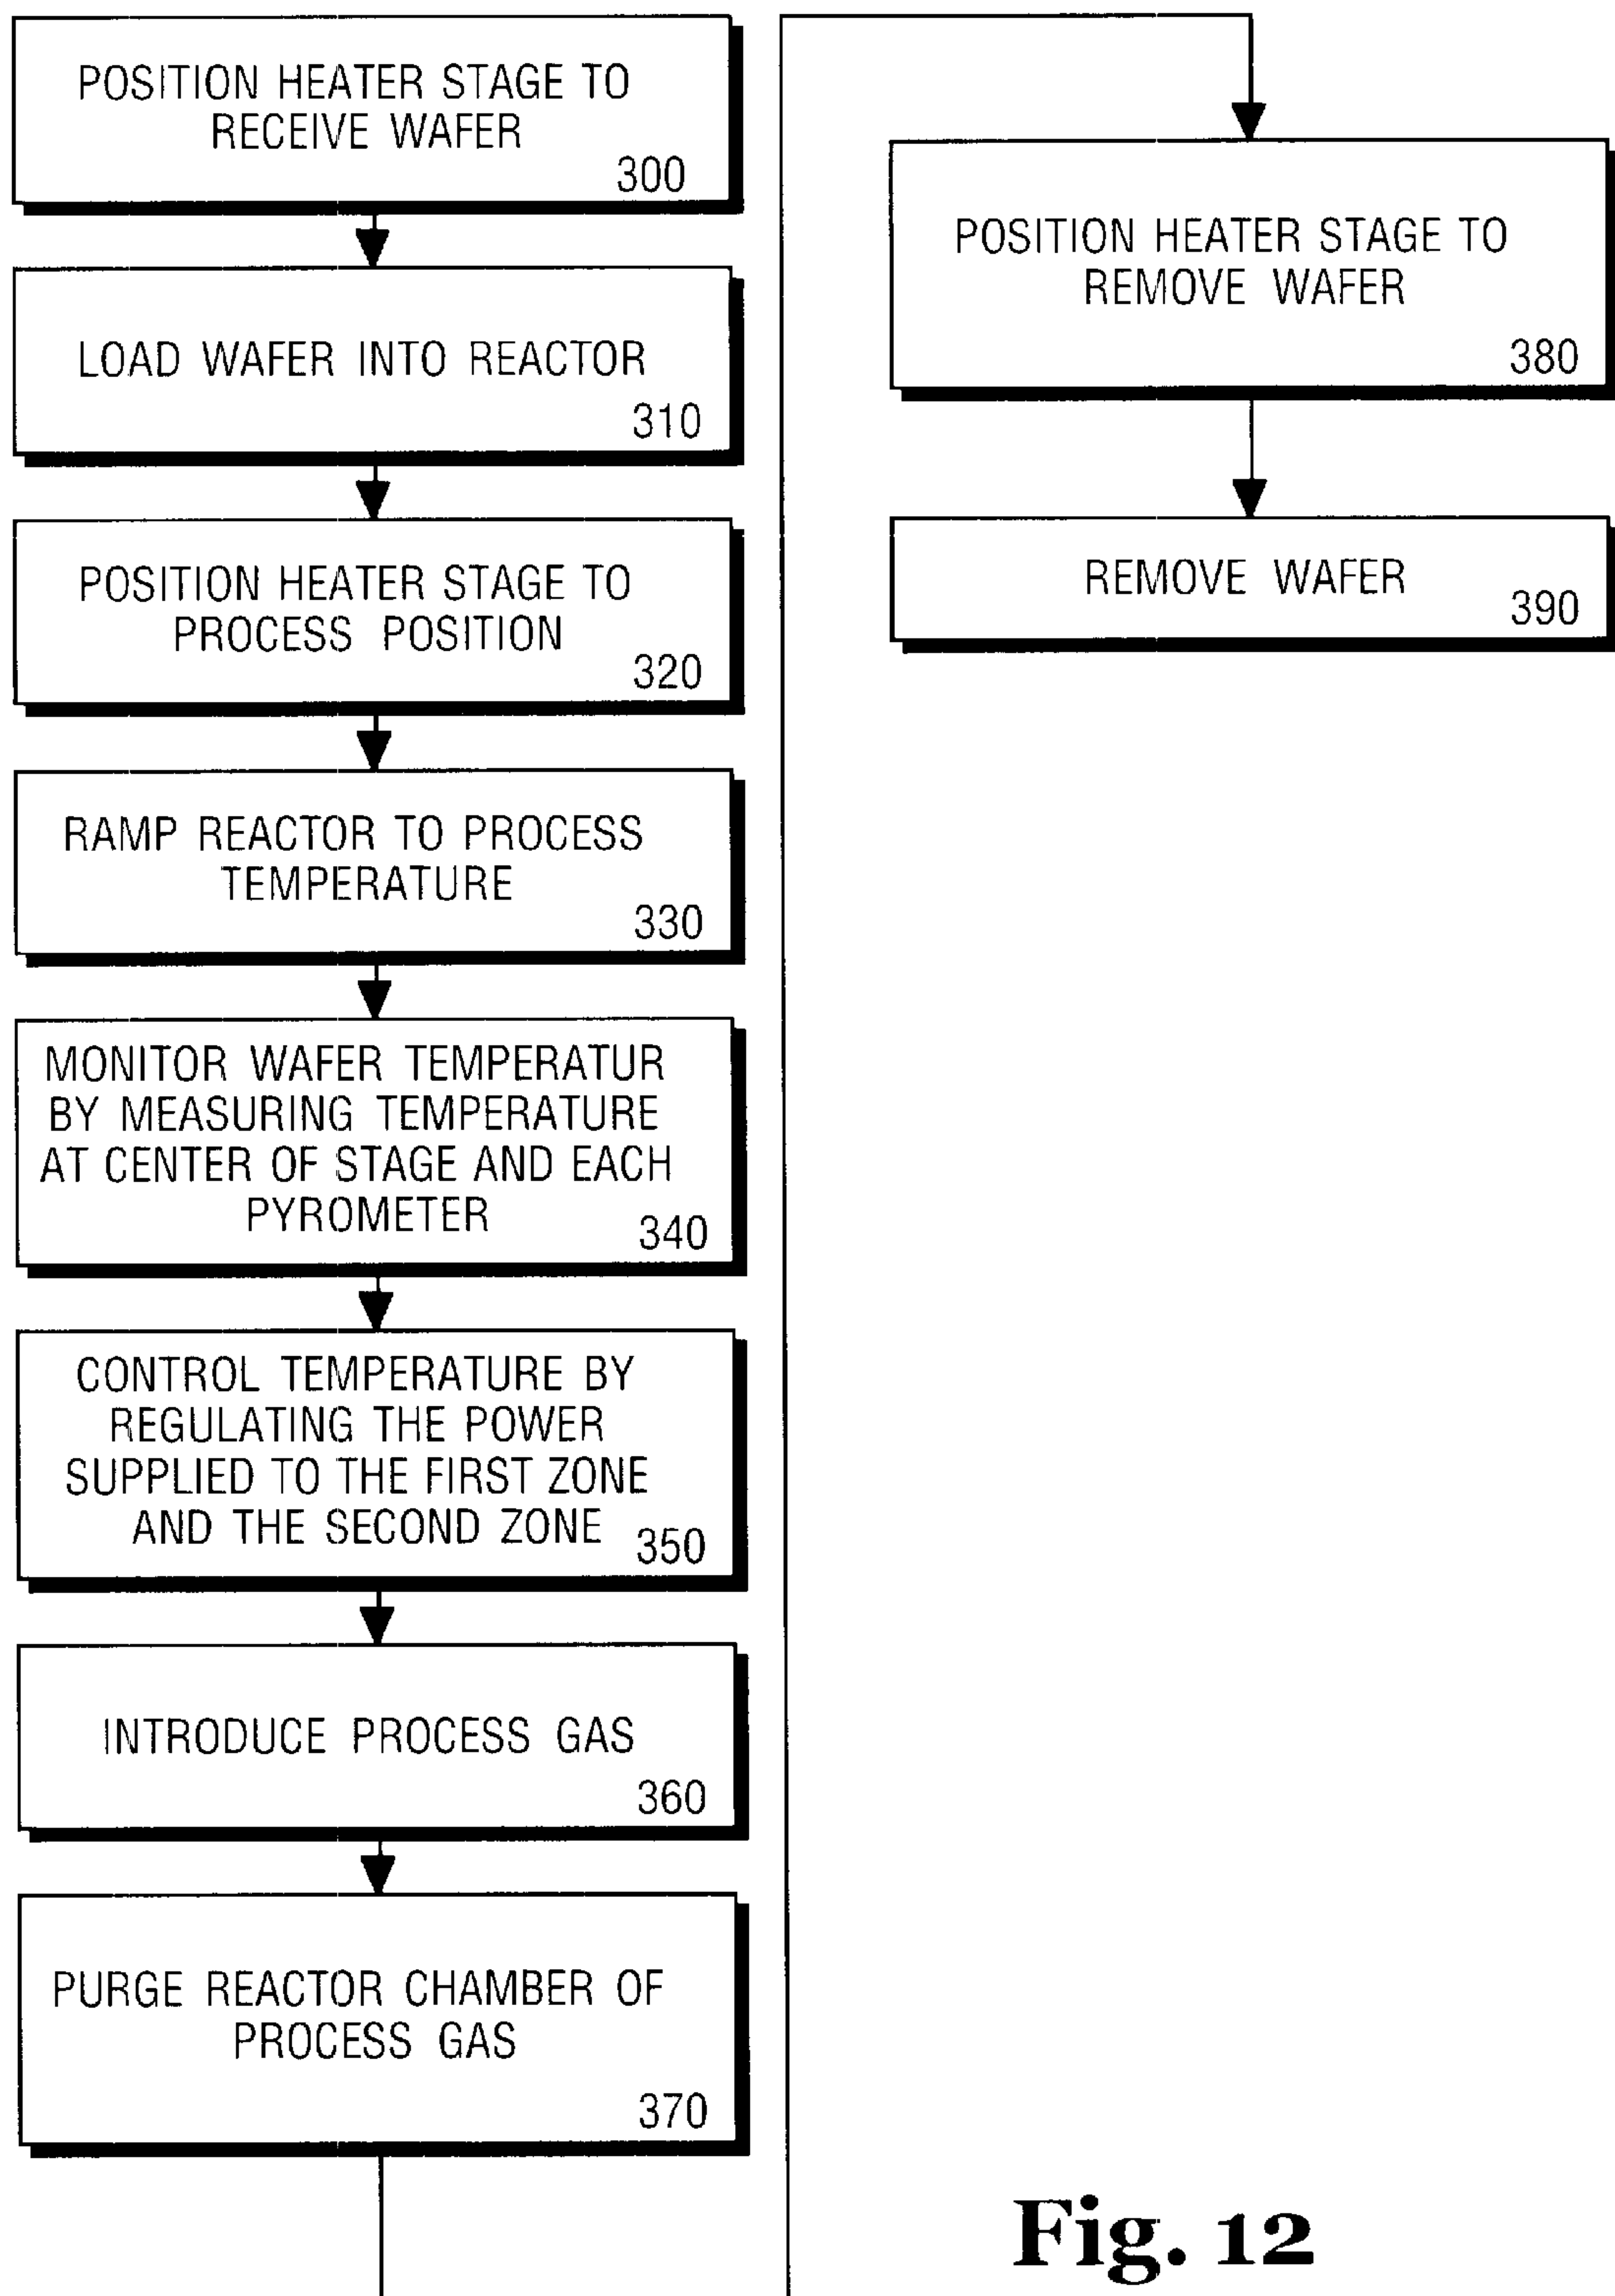 POSITION HEATER STAGE TO
RECEIVE WAFER
300
LOAD WAFER INTO REACTOR
310
POSITION HEATER STAGE TO
PROCESS POSITION
320
RAMP REACTOR TO PROCESS
TEMPERATURE
330
MONITOR WAFER TEMPERATUR
BY MEASURING TEMPERATURE
AT CENTER OF STAGE AND EACH
PYROMETER
340
CONTROL TEMPERATURE BY
REGULATING THE POWER
SUPPLIED TO THE FIRST ZONE
AND THE SECOND ZONE
350
INTRODUCE PROCESS GAS
360
PURGE REACTOR CHAMBER OF
PROCESS GAS
370
POSITION HEATER STAGE TO
REMOVE WAFER
380
REMOVE WAFER
390
Fig. 12